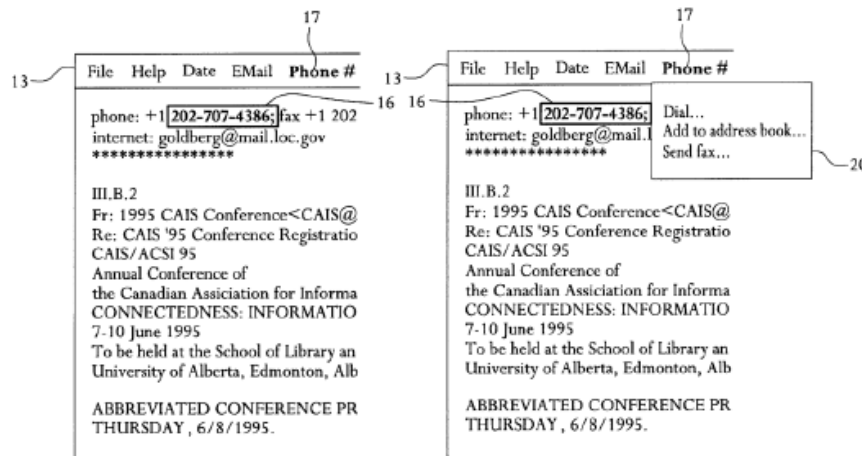 17
13
File Help Date EMail Phone #
16
phone: +1 202-707-4386; fax +1 202
internet: goldberg@mail.loc.gov
****************
III.B.2
Fr: 1995 CAIS Conference<CAIS@
Re: CAIS '95 Conference Registratio
CAIS/ACSI 95
Annual Conference of
the Canadian Assiciation for Informa
CONNECTEDNESS: INFORMATIO
7-10 June 1995
To be held at the School of Library an
University of Alberta, Edmonton, Alb
ABBREVIATED CONFERENCE PR
THURSDAY , 6/8/1995.
17
13
File Help Date EMail Phone #
16
phone: +1 202-707-4386;
internet: goldberg@mail.l
****************
Dial...
Add to address book...
Send fax...
20
III.B.2
Fr: 1995 CAIS Conference<CAIS@
Re: CAIS '95 Conference Registratio
CAIS/ACSI 95
Annual Conference of
the Canadian Assiciation for Informa
CONNECTEDNESS: INFORMATIO
7-10 June 1995
To be held at the School of Library an
University of Alberta, Edmonton, Alb
ABBREVIATED CONFERENCE PR
THURSDAY , 6/8/1995.